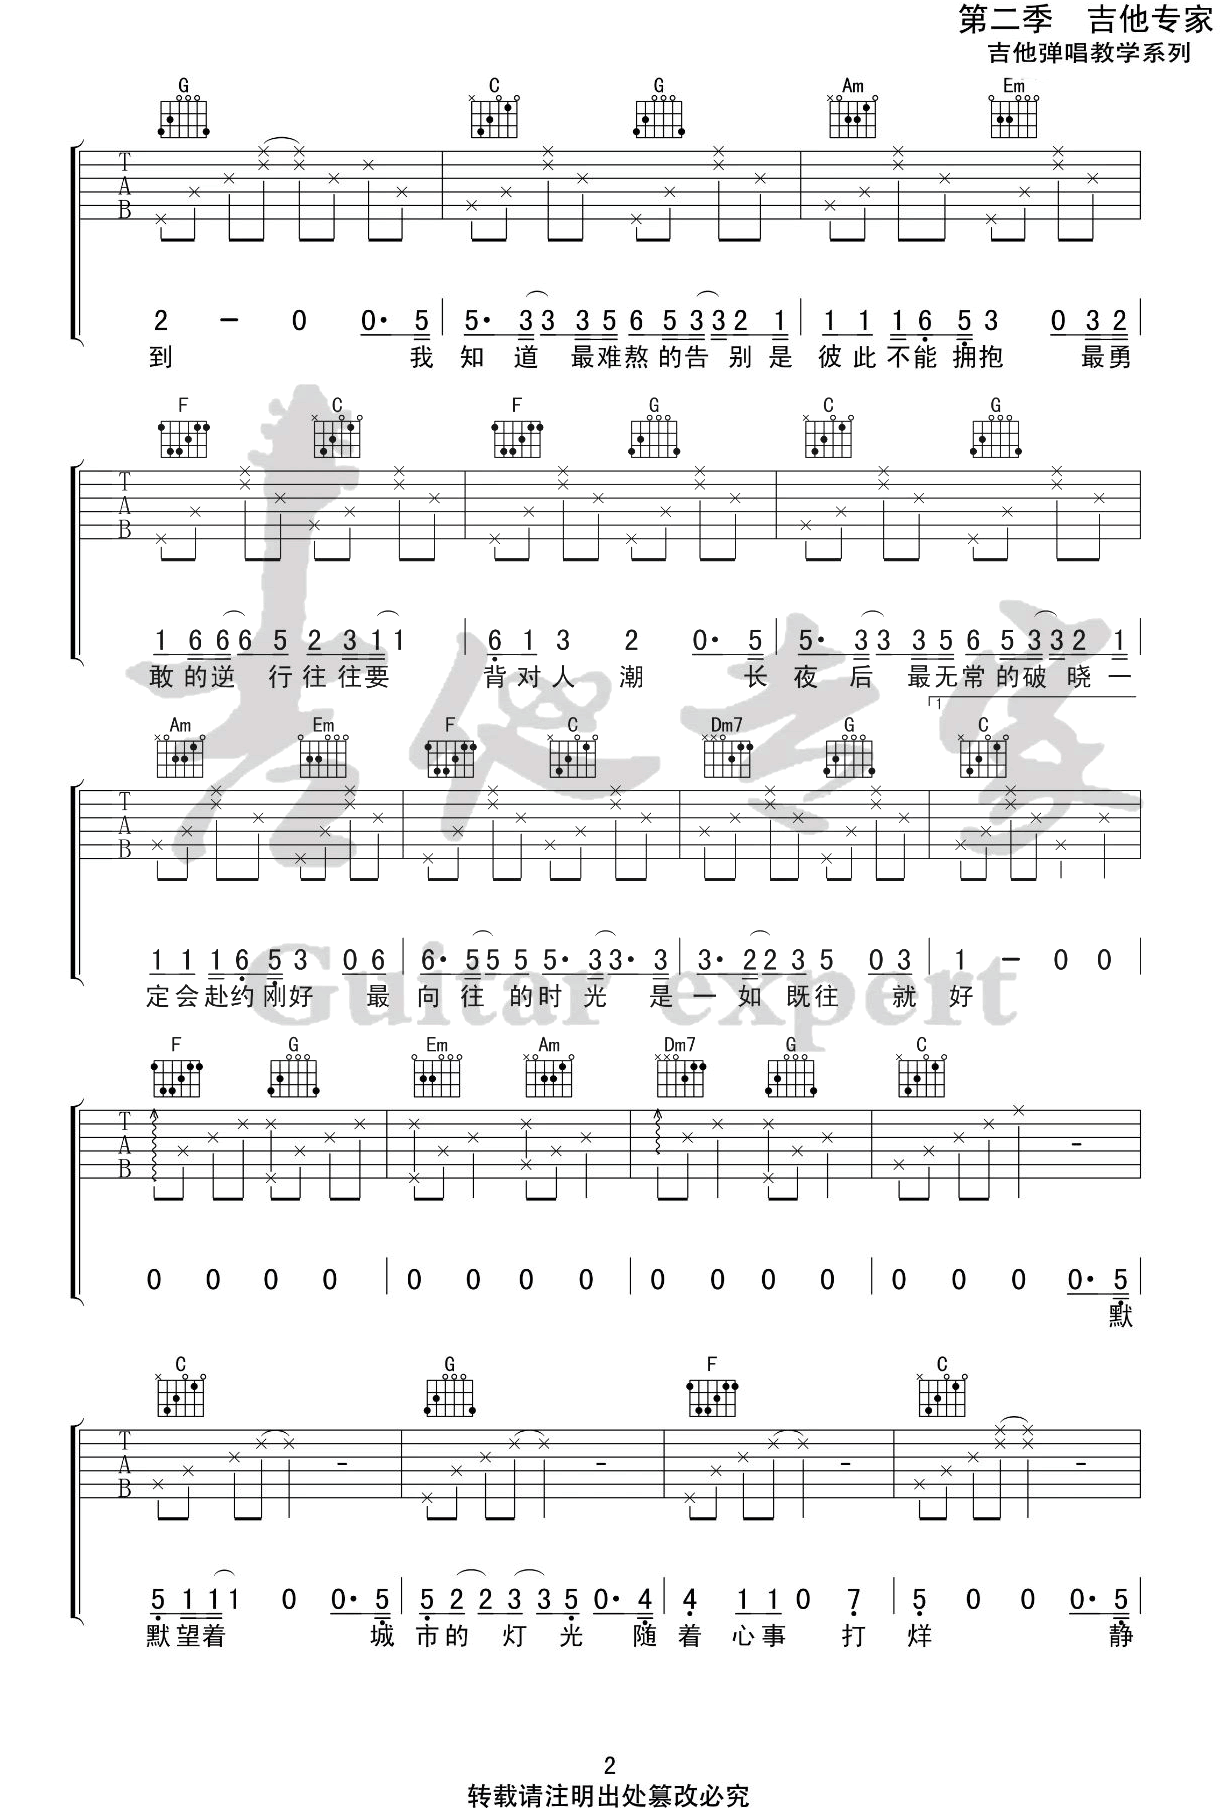 第二季 吉他专家
吉他弹唱教学系列
G C G Am Em
T A B
2 - 0 0· 5 | 5· 3 3 3 5 6 5 3 3 2 1 | 1 1 1 6 5 3 0 3 2
到 我 知 道 最难熬的告 别 是 彼此不能 拥抱 最勇
F C F G C G
T A B
1 6 6 6 5 2 3 1 1 | 6 1 3 2 0· 5 | 5· 3 3 3 5 6 5 3 3 2 1
敢 的逆 行往 往要 背对人 潮 长 夜 后 最无常的破 晓 一
1
Am Em F C Dm7 G C
T A B
1 1 1 6 5 3 0 6 | 6· 5 5 5 5· 3 3· 3 | 3· 2 2 3 5 0 3 | 1 - 0 0
定会赴约刚好 最 向 往 的时 光 是 一 如 既往 就 好
F G Em Am Dm7 G C
T A B
0 0 0 0 | 0 0 0 0 | 0 0 0 0 | 0 0 0 0· 5
默
C G F C
T A B
5 1 1 1 0 0· 5 | 5 2 2 3 3 5 0· 4 | 4 1 1 0 7 | 5 0 0 0· 5
默望着 城 市的 灯 光 随 着 心事 打 烊 静
吉他专家
Guitar expert
2
转载请注明出处篡改必究